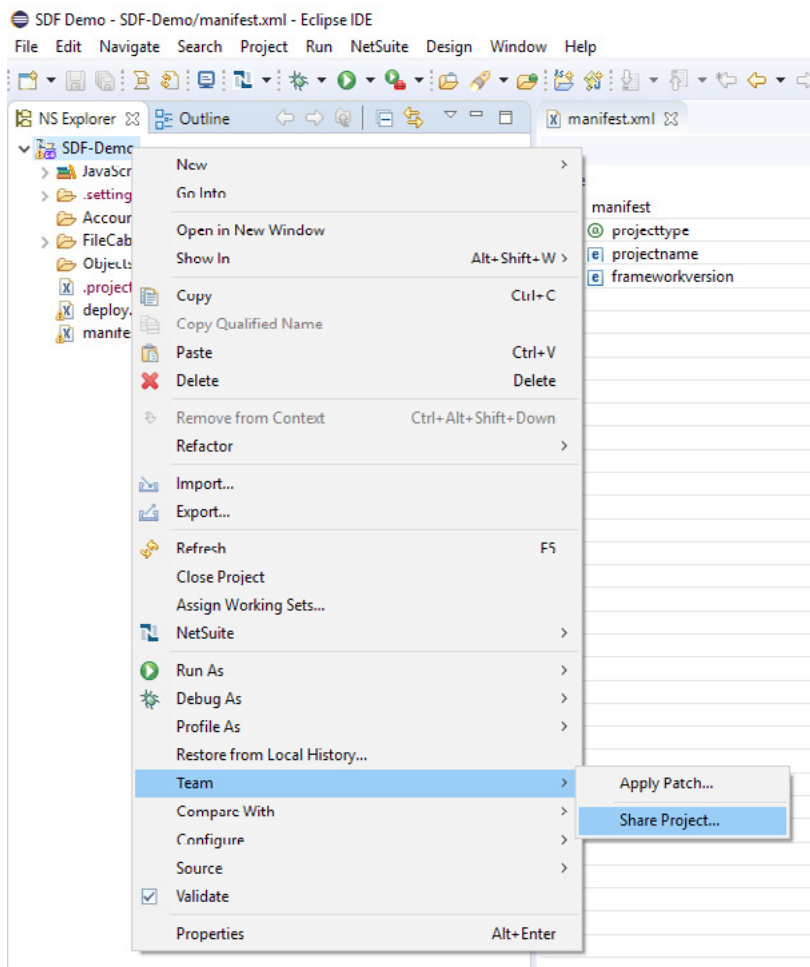 SDF Demo - SDF-Demo/manifest.xml - Eclipse IDE
File Edit Navigate Search Project Run NetSuite Design Window Help
NS Explorer Outline manifest.xml
SDF-Demo
JavaScr
.setting
Accour
FileCab
Objects
.project
deploy.
manife
New
Go Into
Open in New Window
Show In Alt+Shift+W >
Copy Ctrl+C
Copy Qualified Name
Paste Ctrl+V
Delete Delete
Remove from Context Ctrl+Alt+Shift+Down
Refactor
Import...
Export...
Refresh F5
Close Project
Assign Working Sets...
NetSuite
Run As
Debug As
Profile As
Restore from Local History...
Team
Compare With
Configure
Source
Validate
Properties Alt+Enter
Apply Patch...
Share Project...
manifest
projecttype
projectname
frameworkversion